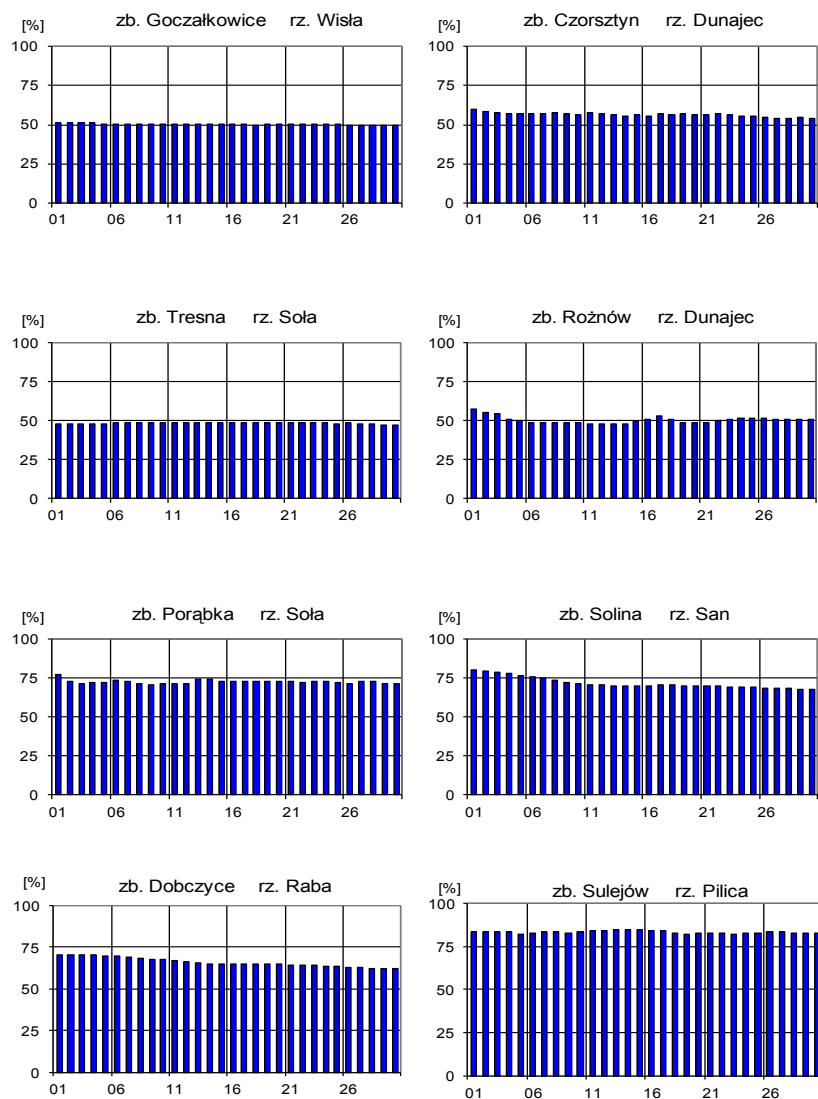 [%] zb. Goczałkowice rz. Wisła
100
75
50
25
0
01 06 11 16 21 26
[%] zb. Czorsztyn rz. Dunajec
100
75
50
25
0
01 06 11 16 21 26
[%] zb. Tresna rz. Soła
100
75
50
25
0
01 06 11 16 21 26
[%] zb. Rożnów rz. Dunajec
100
75
50
25
0
01 06 11 16 21 26
[%] zb. Porąbka rz. Soła
100
75
50
25
0
01 06 11 16 21 26
[%] zb. Solina rz. San
100
75
50
25
0
01 06 11 16 21 26
[%] zb. Dobczyce rz. Raba
100
75
50
25
0
01 06 11 16 21 26
[%] zb. Sulejów rz. Pilica
100
75
50
25
0
01 06 11 16 21 26